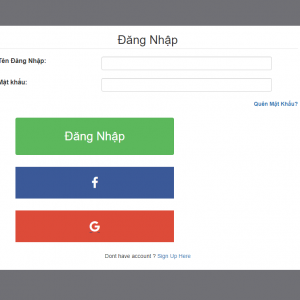 Đăng Nhập
Tên Đăng Nhập:
Mật khẩu:
Quên Mật Khẩu?
Đăng Nhập
f
G
Dont have account ? Sign Up Here